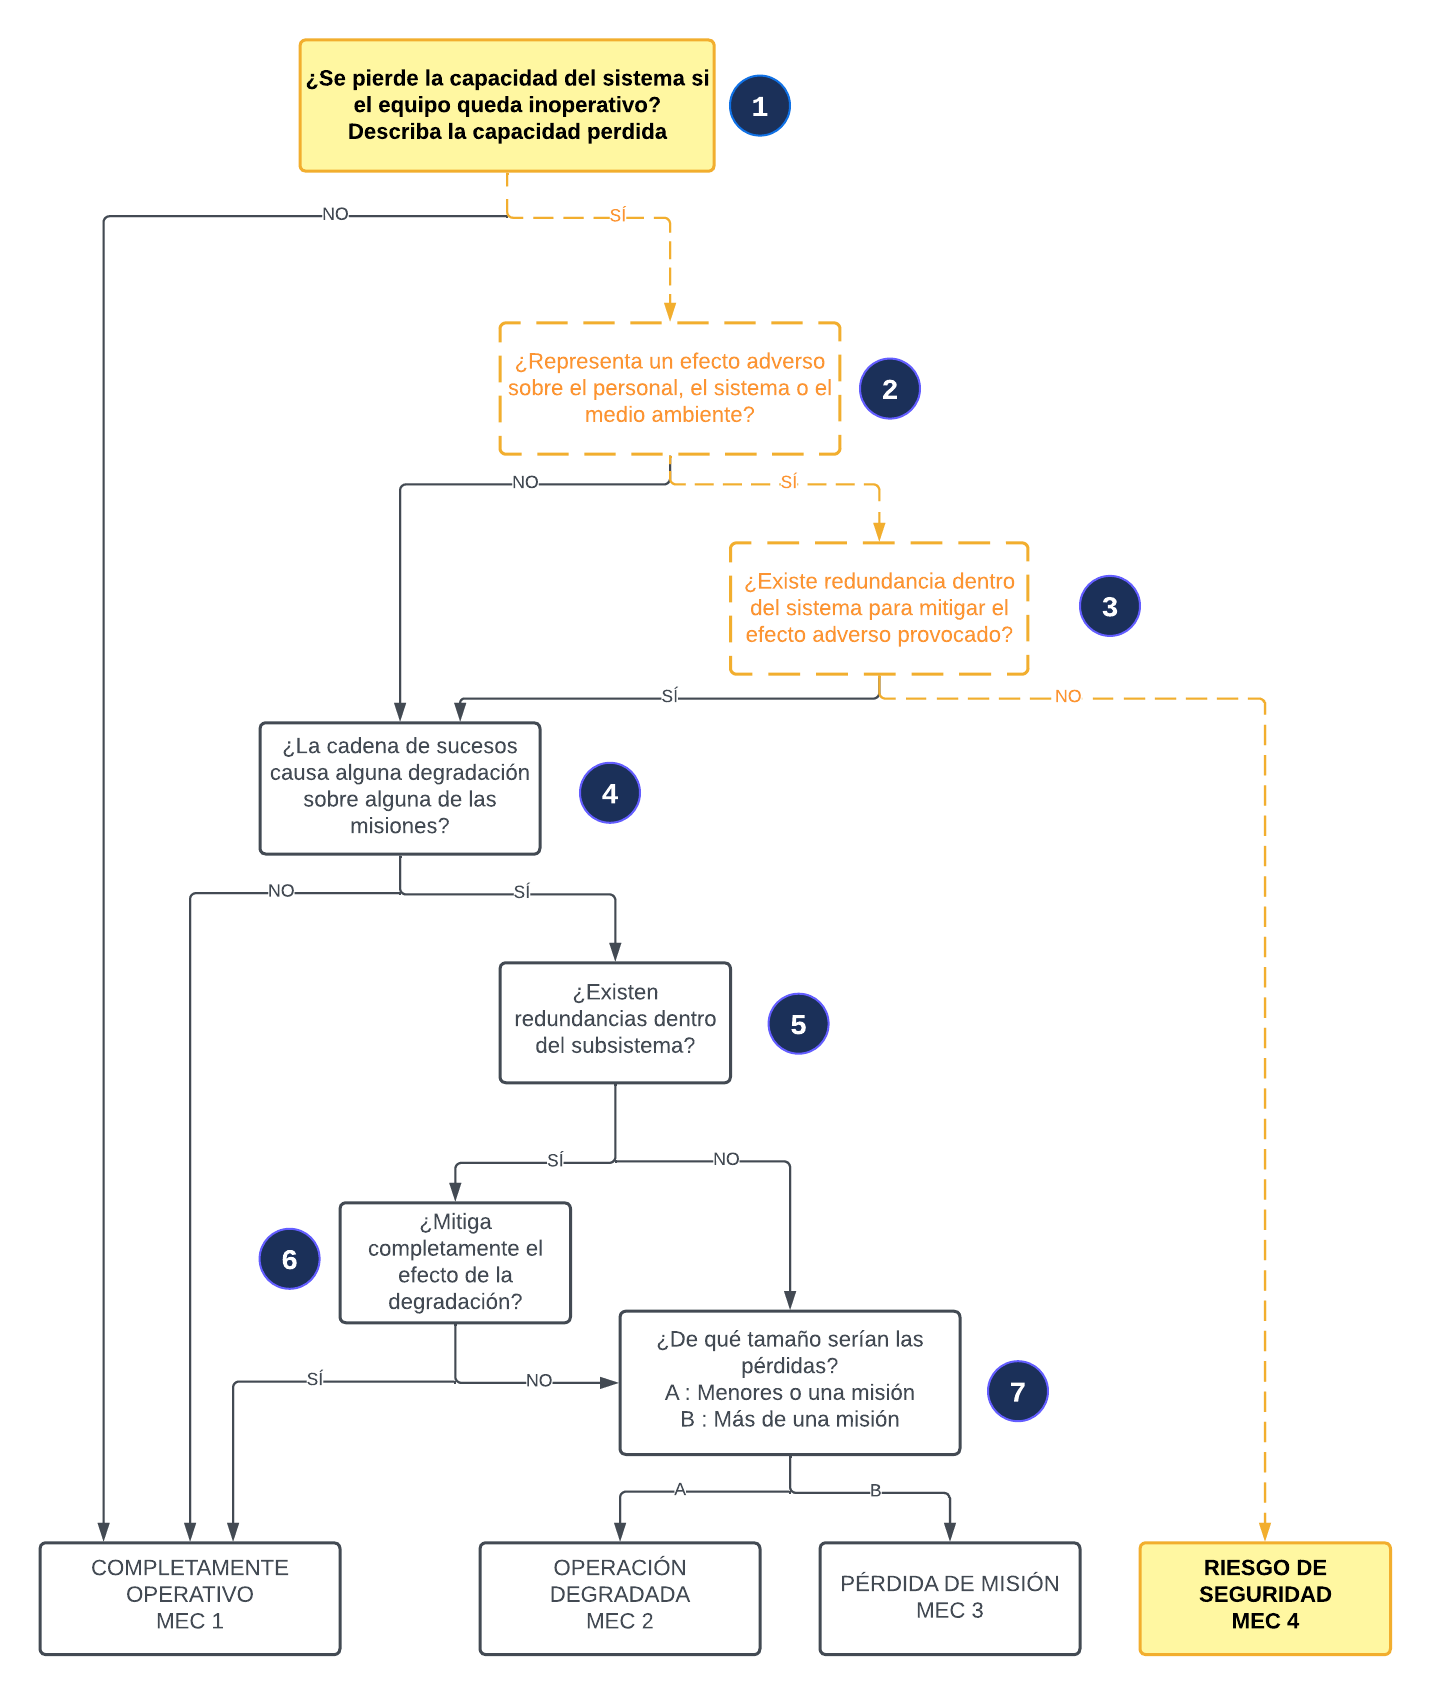 ¿Se pierde la capacidad del sistema si
el equipo queda inoperativo?
Describa la capacidad perdida
1
NO
SÍ
¿Representa un efecto adverso
sobre el personal, el sistema o el
medio ambiente?
2
NO
SÍ
¿Existe redundancia dentro
del sistema para mitigar el
efecto adverso provocado?
3
SÍ
NO
¿La cadena de sucesos
causa alguna degradación
sobre alguna de las
misiones?
4
NO
SÍ
¿Existen
redundancias dentro
del subsistema?
5
SÍ
NO
¿Mitiga
completamente el
efecto de la
degradación?
6
SÍ
NO
¿De qué tamaño serían las
pérdidas?
A : Menores o una misión
B : Más de una misión
7
A
B
COMPLETAMENTE
OPERATIVO
MEC 1
OPERACIÓN
DEGRADADA
MEC 2
PÉRDIDA DE MISIÓN
MEC 3
RIESGO DE
SEGURIDAD
MEC 4